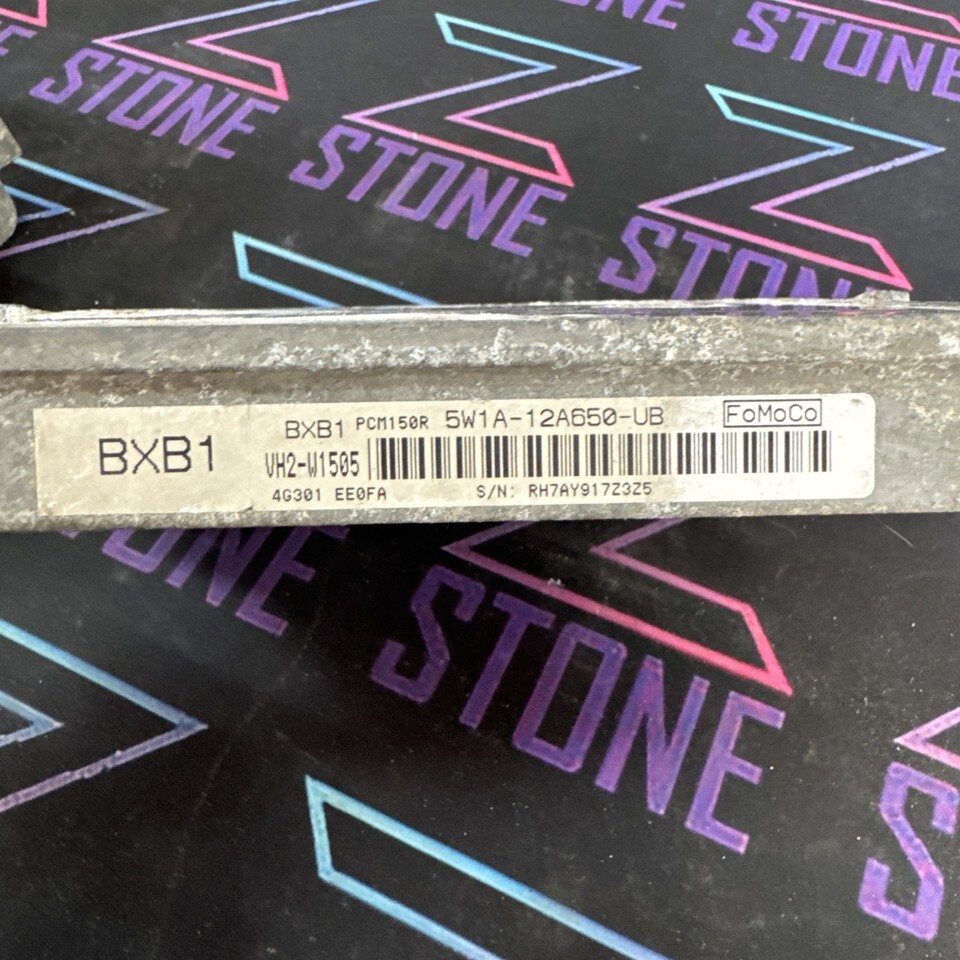 STONE
STONE
STONE
STONE
STONE
BXB1
BXB1 PCM150R 5W1A-12A650-UB FoMoCo
VH2-W1505
4G301 EE0FA S/N: RH7AY917Z3Z5
STONE
STONE